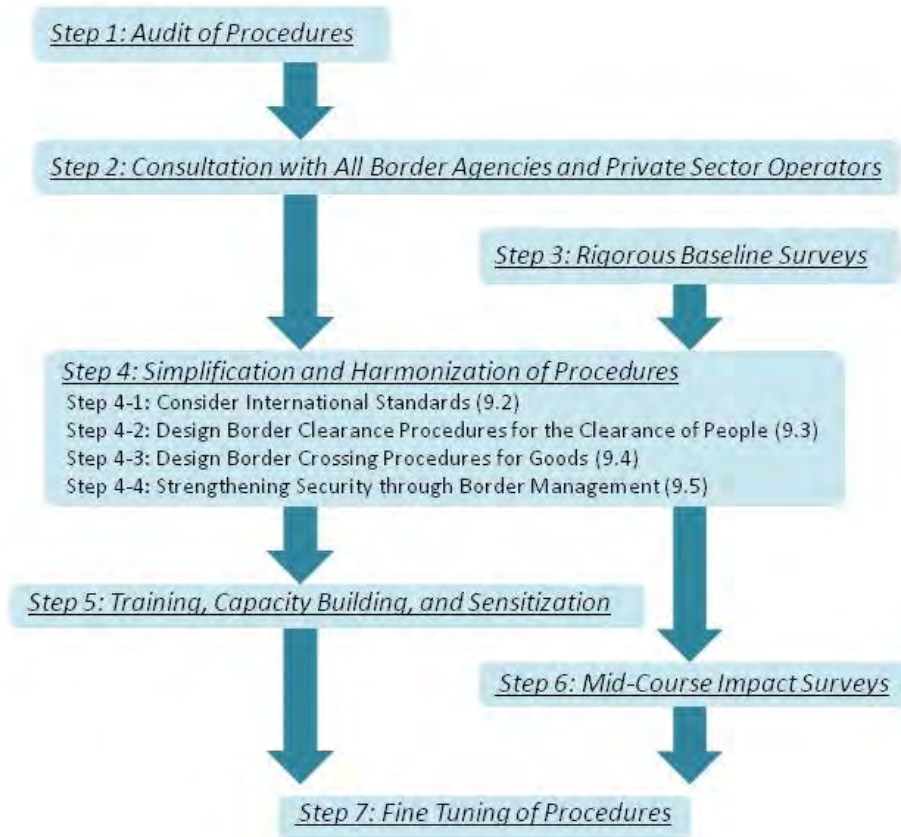 Step 1: Audit of Procedures
Step 2: Consultation with All Border Agencies and Private Sector Operators
Step 3: Rigorous Baseline Surveys
Step 4: Simplification and Harmonization of Procedures
Step 4-1: Consider International Standards (9.2)
Step 4-2: Design Border Clearance Procedures for the Clearance of People (9.3)
Step 4-3: Design Border Crossing Procedures for Goods (9.4)
Step 4-4: Strengthening Security through Border Management (9.5)
Step 5: Training, Capacity Building, and Sensitization
Step 6: Mid-Course Impact Surveys
Step 7: Fine Tuning of Procedures